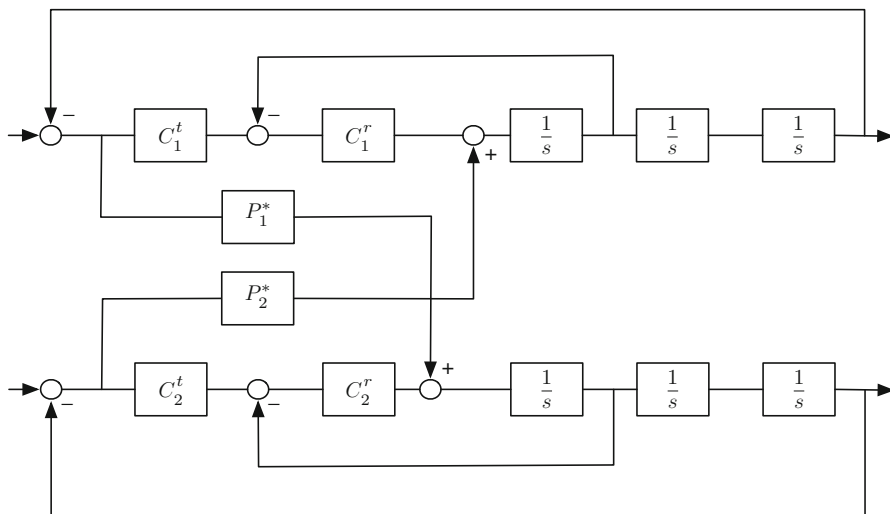 −
−
C_1^t
C_1^r
+
1/s
1/s
1/s
P_1^*
P_2^*
+
C_2^t
C_2^r
1/s
1/s
1/s
−
−